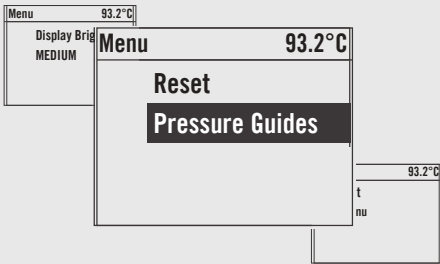 Menu 93.2°C
Display Brig
MEDIUM
Menu 93.2°C
Reset
Pressure Guides
93.2°C
t
nu